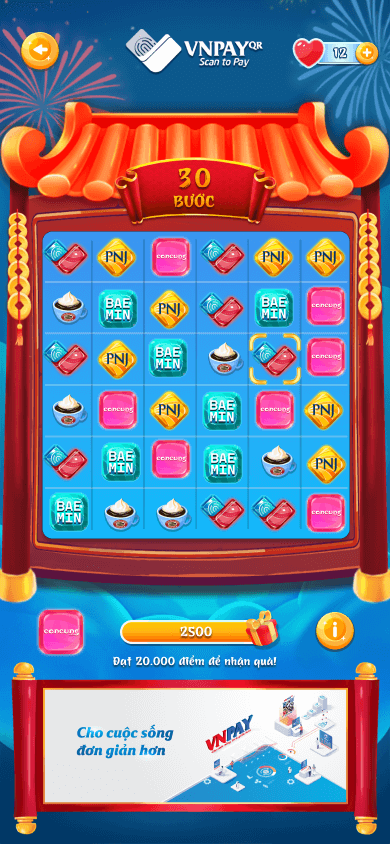 VNPAYQR
Scan to Pay
12
30
BƯỚC
PNJ
concung
PNJ
PNJ
BAE
MIN
PNJ
BAE
MIN
concung
PNJ
BAE
MIN
concung
concung
PNJ
BAE
MIN
concung
PNJ
BAE
MIN
concung
BAE
MIN
PNJ
BAE
MIN
concung
concung
2500
i
Đạt 20.000 điểm để nhận quà!
Cho cuộc sống
đơn giản hơn
VNPAY